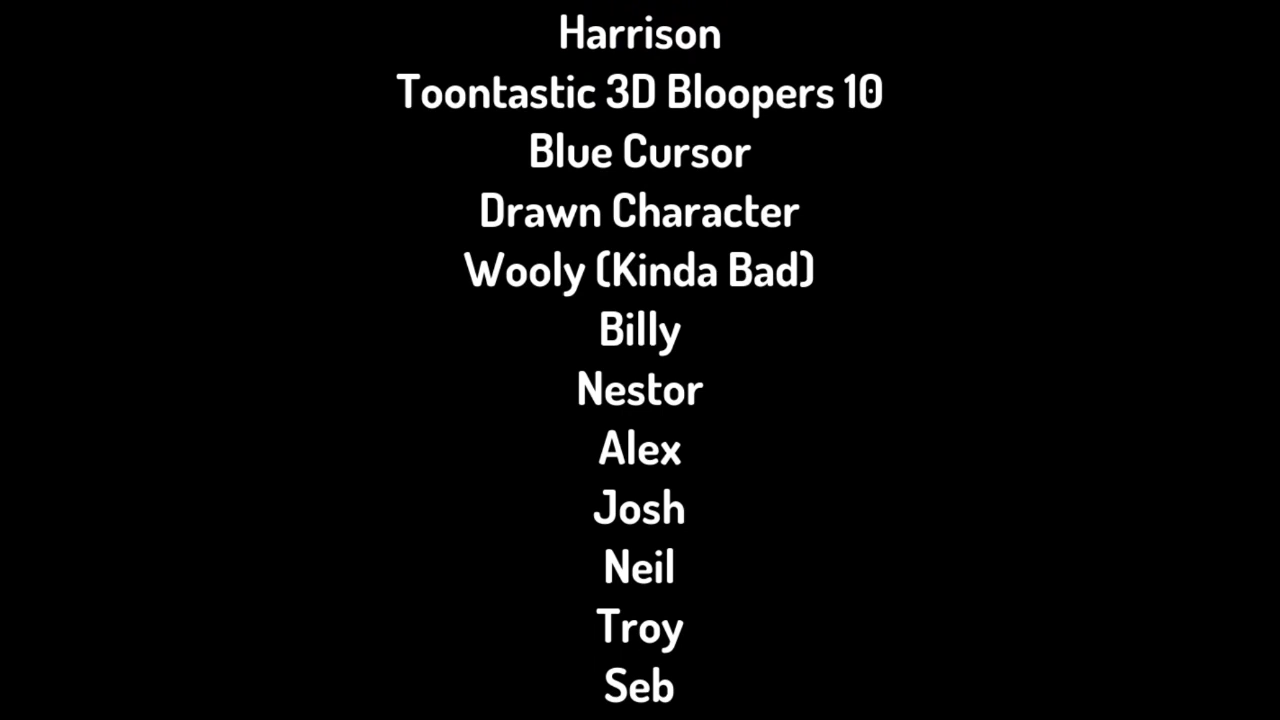 Harrison
Toontastic 3D Bloopers 10
Blue Cursor
Drawn Character
Wooly (Kinda Bad)
Billy
Nestor
Alex
Josh
Neil
Troy
Seb